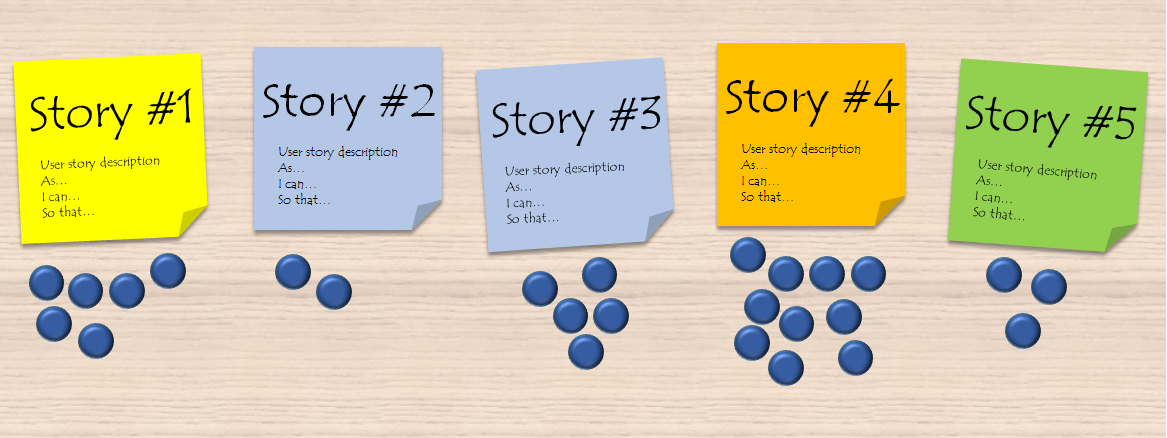 Story #1
User story description
As...
I can...
So that...
Story #2
User story description
As...
I can...
So that...
Story #3
User story description
As...
I can...
So that...
Story #4
User story description
As...
I can...
So that...
Story #5
User story description
As...
I can...
So that...